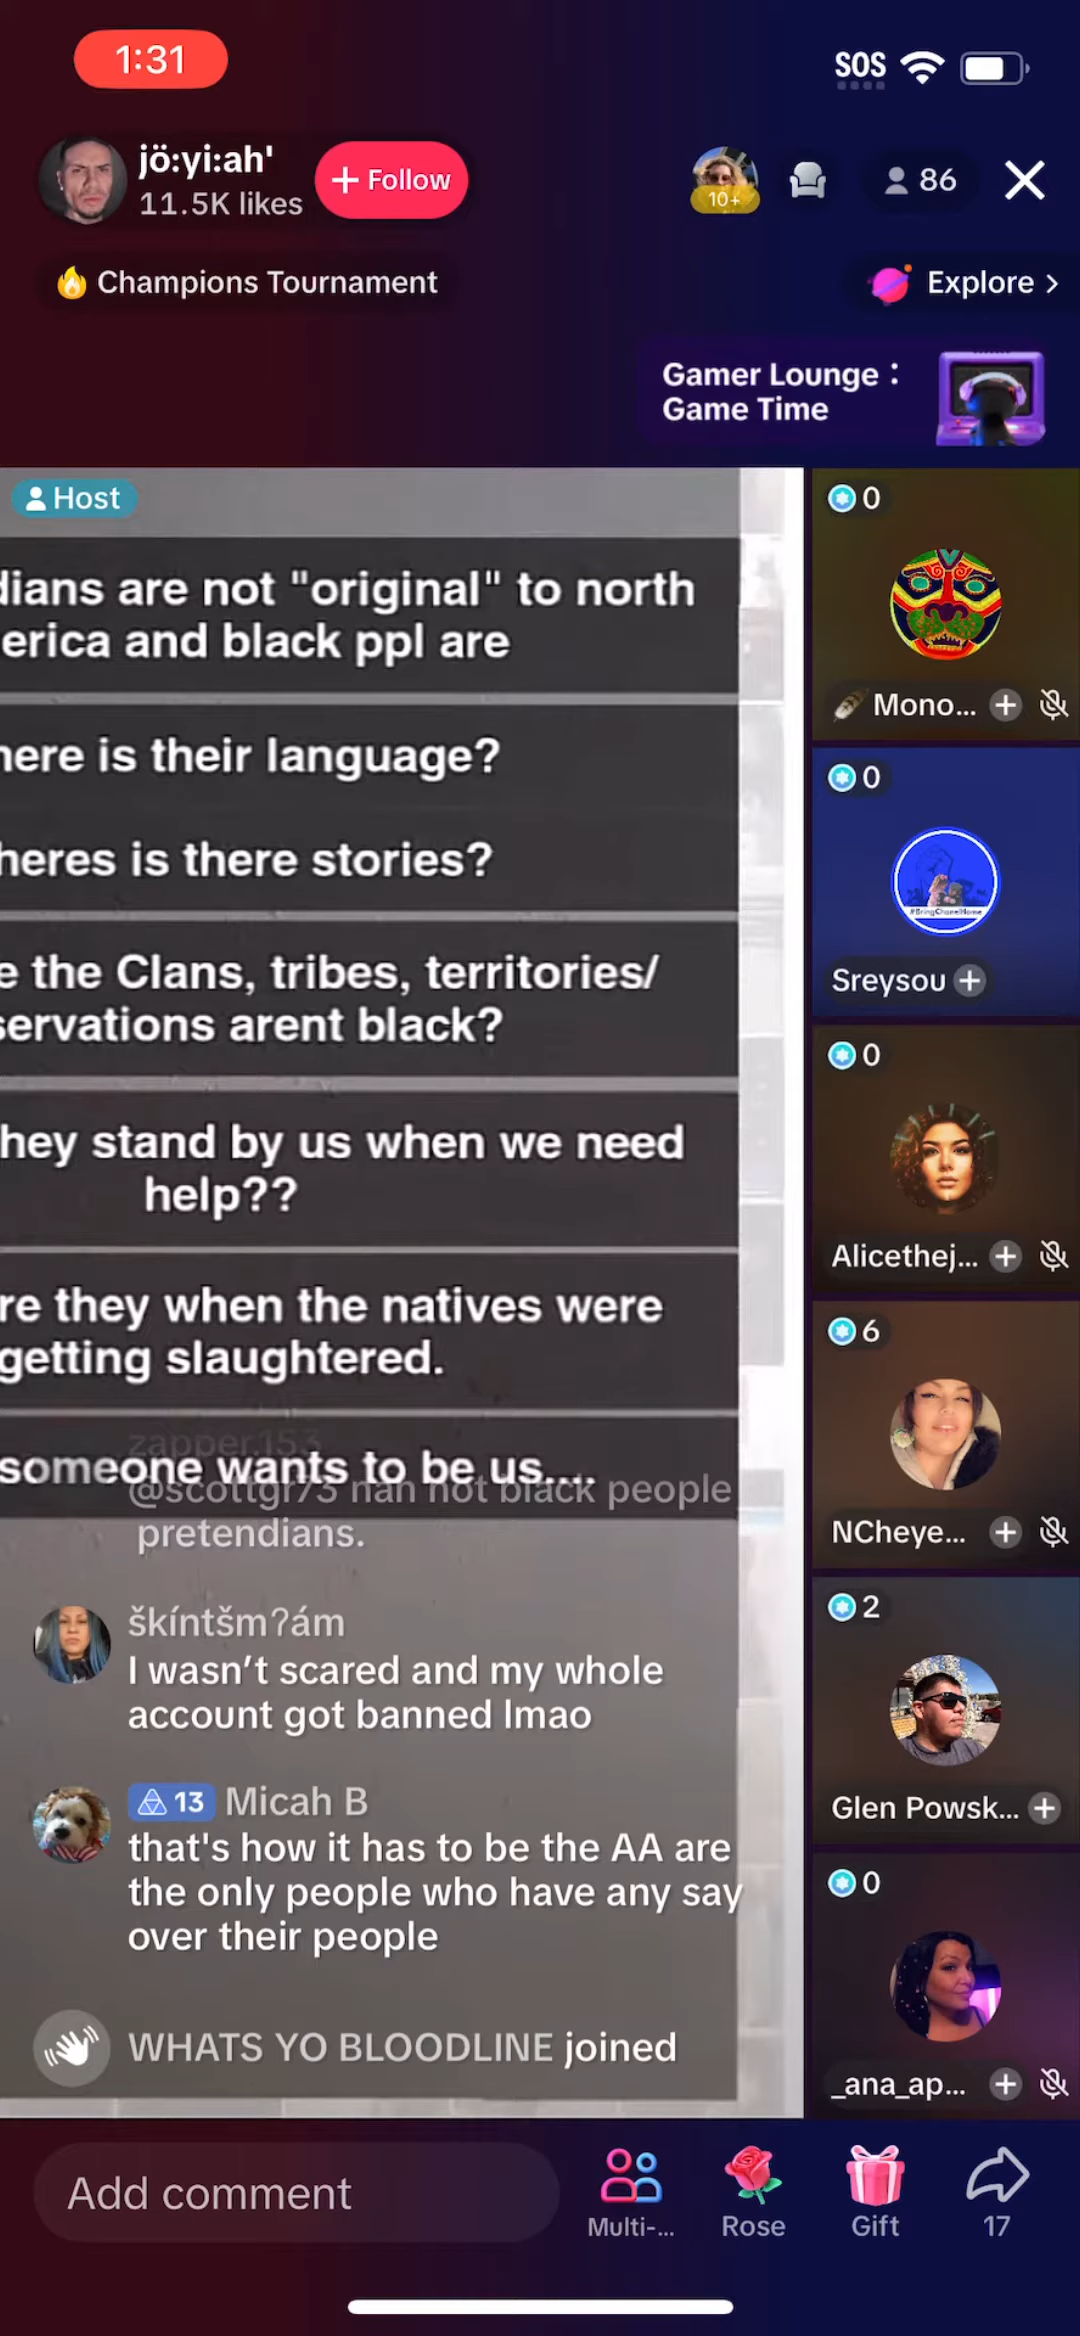 1:31
SOS
jö:yi:ah'
11.5K likes
+ Follow
10+
86
Champions Tournament
Explore >
Gamer Lounge :
Game Time
Host
dians are not "original" to north
erica and black ppl are
here is their language?
heres is there stories?
e the Clans, tribes, territories/
servations arent black?
hey stand by us when we need
help??
re they when the natives were
getting slaughtered.
someone wants to be us....
zapper.153
@scottgr73 nah not black people
pretendians.
škíntšmʔám
I wasn't scared and my whole
account got banned lmao
13 Micah B
that's how it has to be the AA are
the only people who have any say
over their people
WHATS YO BLOODLINE joined
0
Mono...
0
#BringChanelHome
Sreysou
0
Alicethej...
6
NCheye...
2
Glen Powsk...
0
_ana_ap...
Add comment
Multi-...
Rose
Gift
17